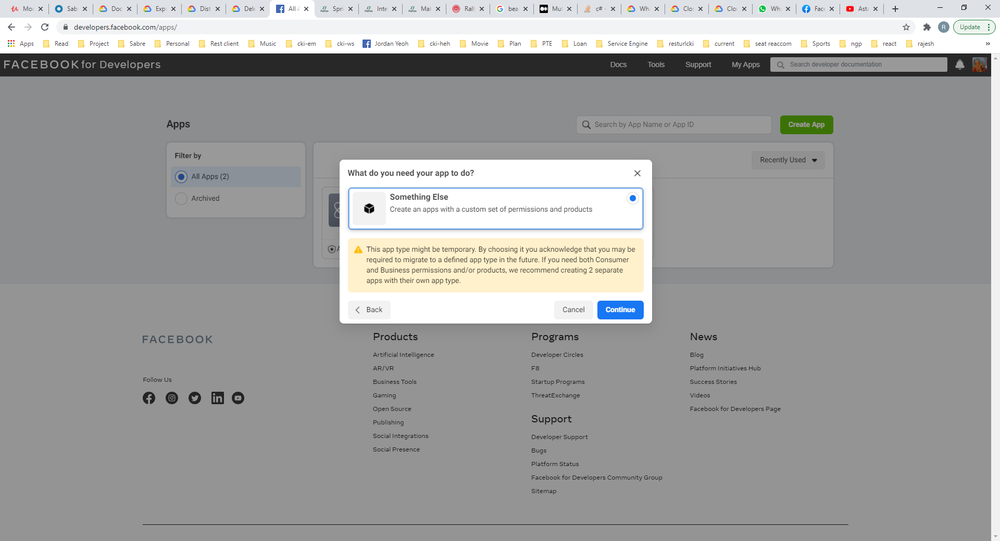 Moc
Sab
Doc
Exp
Dist
Dele
All A
Spri
Inte
Mak
Rall
bea
Mul
c# -
Wha
Clou
Clou
Wha
Face
Asta
developers.facebook.com/apps/
R
Update
Apps
Read
Project
Sabre
Personal
Rest client
Music
cki-em
cki-ws
Jordan Yeoh
cki-heh
Movie
Plan
PTE
Loan
Service Engine
resturlcki
current
seat reaccom
Sports
ngp
react
rajesh
»
FACEBOOK for Developers
Docs
Tools
Support
My Apps
Search developer documentation
Apps
Search by App Name or App ID
Create App
Filter by
All Apps (2)
Archived
Recently Used
What do you need your app to do?
Something Else
Create an apps with a custom set of permissions and products
This app type might be temporary. By choosing it you acknowledge that you may be
required to migrate to a defined app type in the future. If you need both Consumer
and Business permissions and/or products, we recommend creating 2 separate
apps with their own app type.
Back
Cancel
Continue
FACEBOOK
Follow Us
Products
Artificial Intelligence
AR/VR
Business Tools
Gaming
Open Source
Publishing
Social Integrations
Social Presence
Programs
Developer Circles
F8
Startup Programs
ThreatExchange
Support
Developer Support
Bugs
Platform Status
Facebook for Developers Community Group
Sitemap
News
Blog
Platform Initiatives Hub
Success Stories
Videos
Facebook for Developers Page